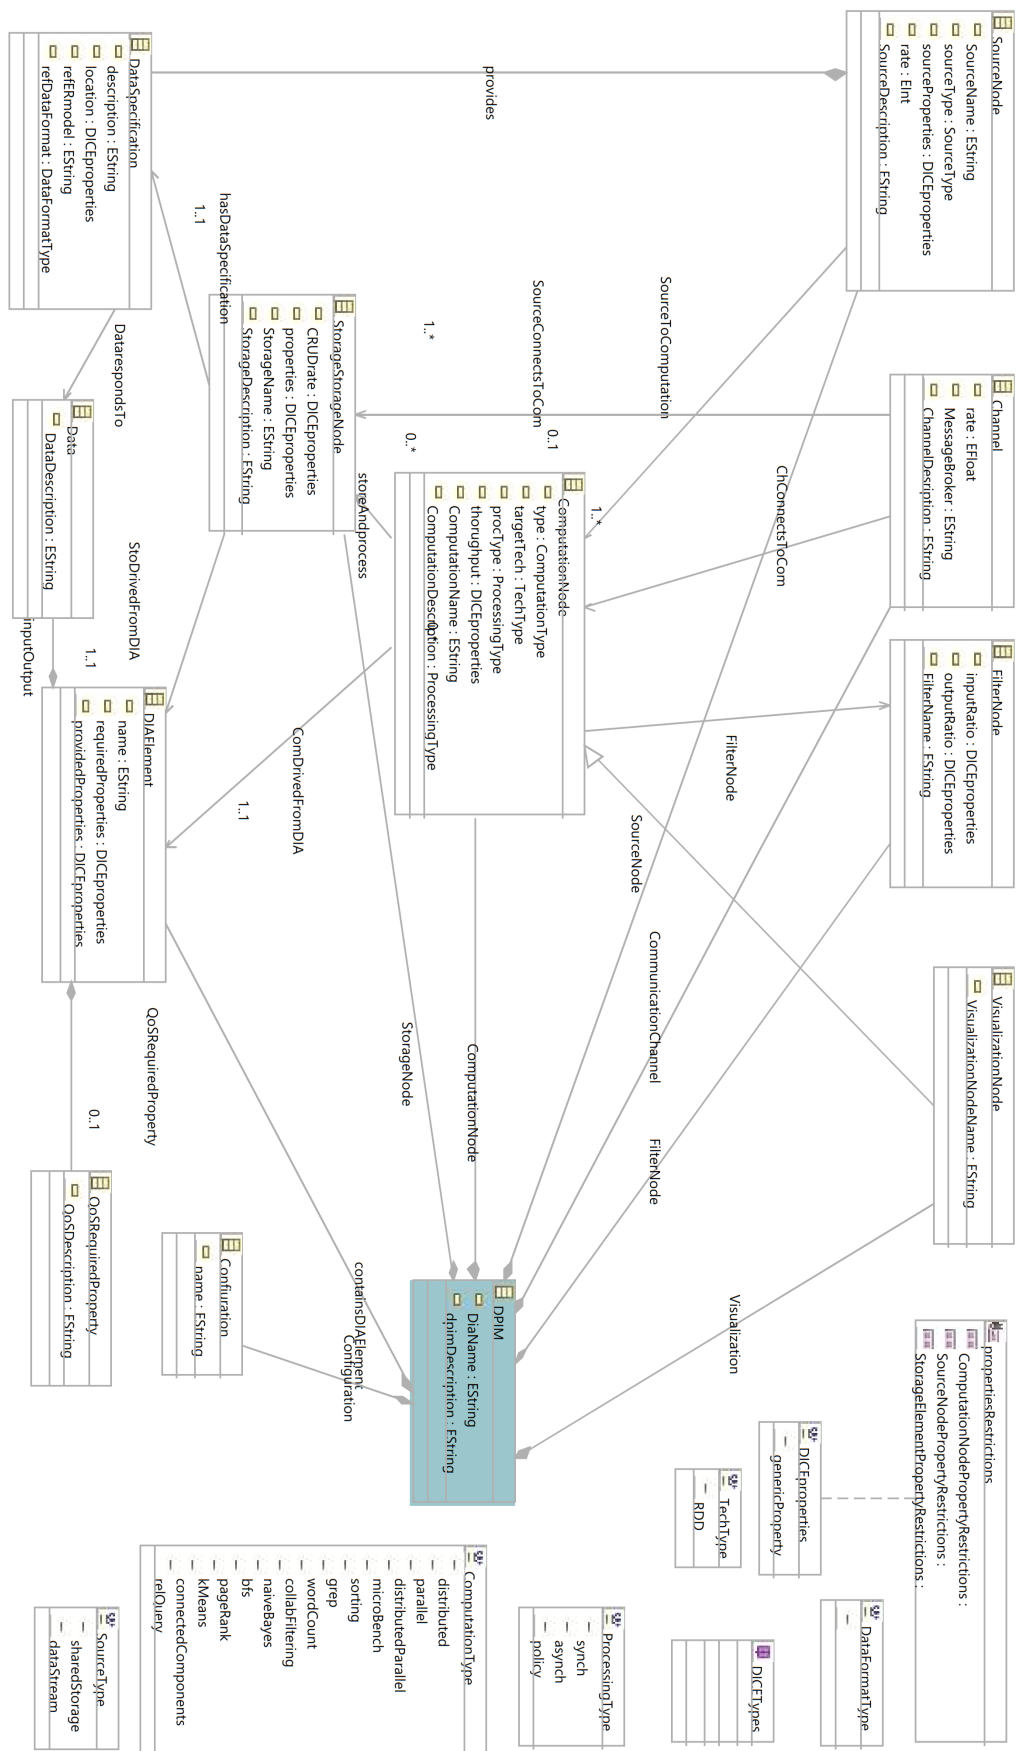 SourceNode
SourceName : EString
sourceType : SourceType
sourceProperties : DICEproperties
rate : EInt
SourceDescription : EString
Channel
rate : EFloat
MessageBroker : EString
ChannelDescription : EString
FilterNode
inputRatio : DICEproperties
outputRatio : DICEproperties
FilterName : EString
VisualizationNode
VisualizationNodeName : EString
propertiesRestrictions
ComputationNodePropertyRestrictions :
SourceNodePropertyRestrictions :
StorageElementPropertyRestrictions :
DataFormatType
DICEproperties
genericProperty
TechType
RDD
DICETypes
SourceToComputation
ChConnectsToCom
FilterNode
SourceNode
CommunicationChannel
FilterNode
Visualization
provides
SourceConnectsToCom
0..1
1..*
1..*
0..*
ComputationNode
type : ComputationType
targetTech : TechType
procType : ProcessingType
thorughput : DICEproperties
ComputationName : EString
ComputationDescription : ProcessingType
0..*
ProcessingType
synch
asynch
policy
DPIM
DiaName : EString
dpimDescription : EString
ComputationNode
StorageNode
storeAndprocess
StorageStorageNode
CRUDrate : DICEproperties
properties : DICEproperties
StorageName : EString
StorageDescription : EString
hasDataSpecification
1..1
ComDrivedFromDIA
1..1
containsDIAElement
Configuration
ComputationType
distributed
parallel
distributedParallel
microBench
sorting
grep
wordCount
collabFiltering
naiveBayes
bfs
pageRank
kMeans
connectedComponents
relQuery
Confiuration
name : EString
DataSpecification
description : EString
location : DICEproperties
refERmodel : EString
refDataFormat : DataFormatType
DatarespondsTo
StoDrivedFromDIA
1..1
Data
DataDescription : EString
inputOutput
DIAElement
name : EString
requiredProperties : DICEproperties
providedProperties : DICEproperties
QoSRequiredProperty
0..1
QoSRequiredProperty
QoSDescription : EString
SourceType
sharedStorage
dataStream